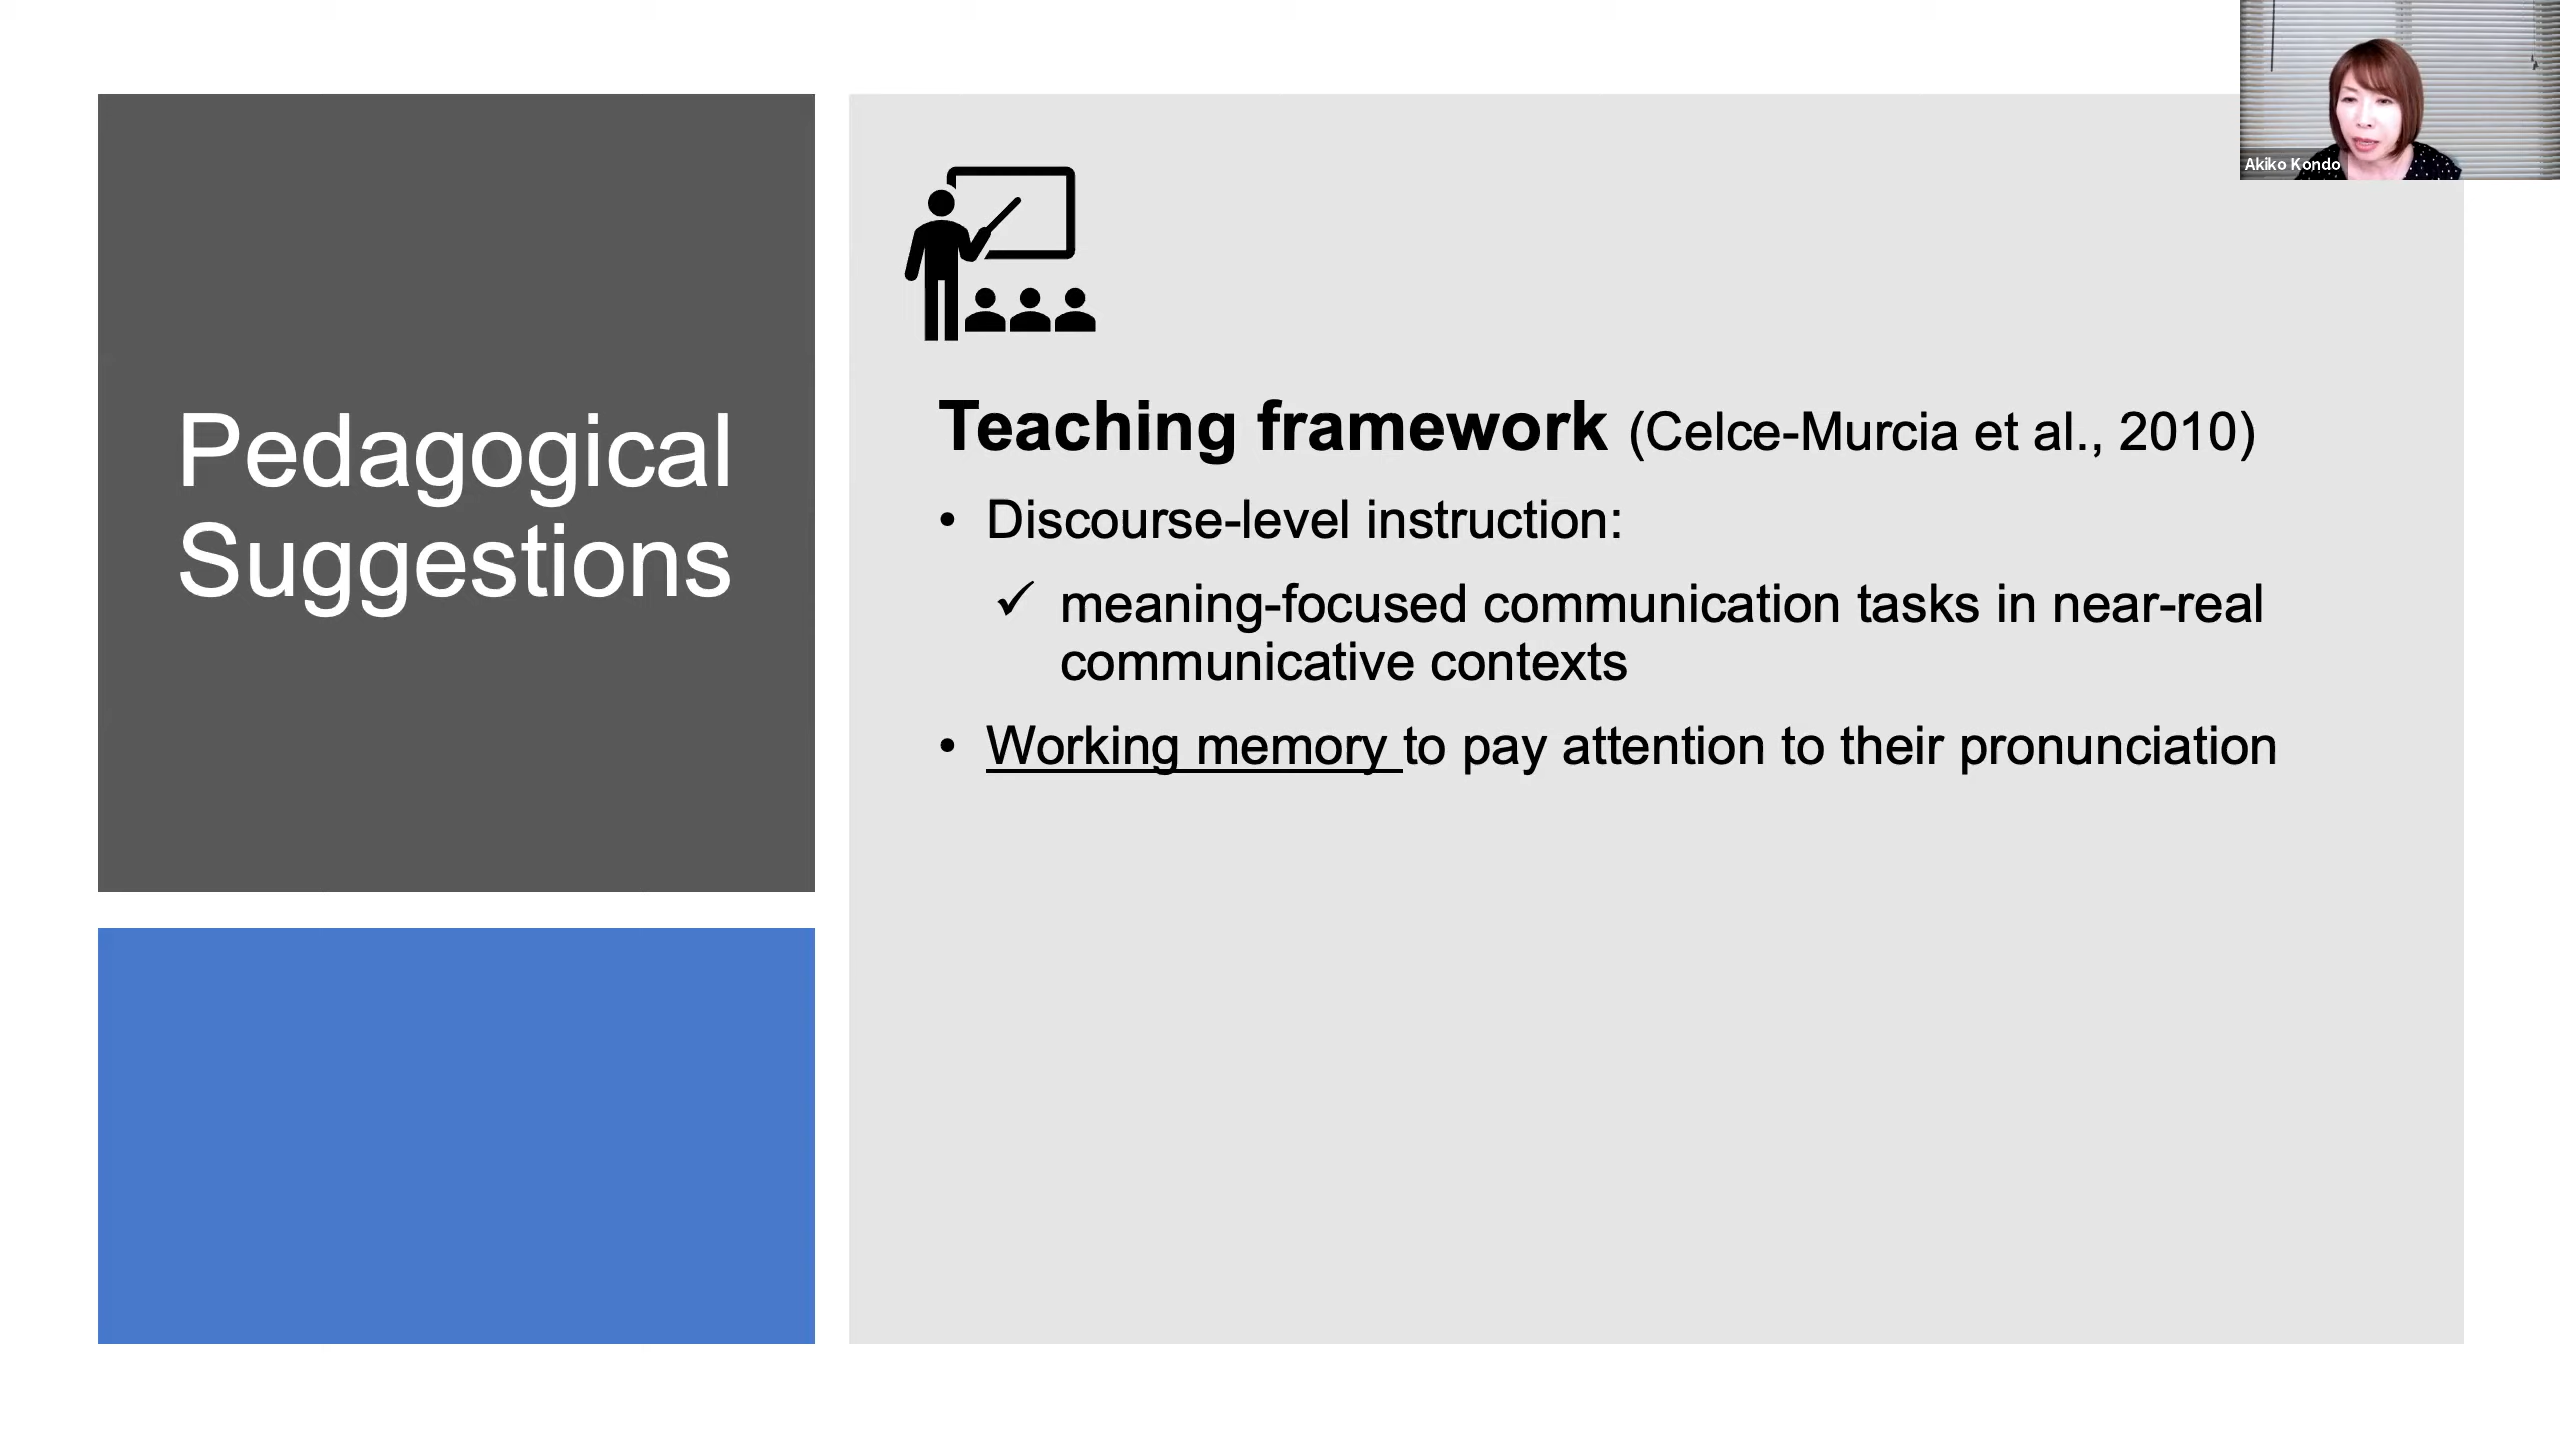 Akiko Kondo
Pedagogical
Suggestions
Teaching framework (Celce-Murcia et al., 2010)
• Discourse-level instruction:
✓ meaning-focused communication tasks in near-real
communicative contexts
• Working memory to pay attention to their pronunciation